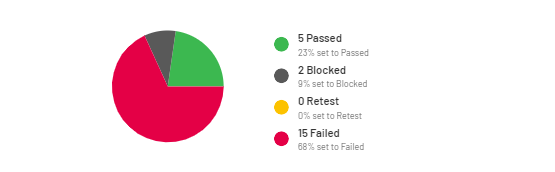 5 Passed
23% set to Passed
2 Blocked
9% set to Blocked
0 Retest
0% set to Retest
15 Failed
68% set to Failed